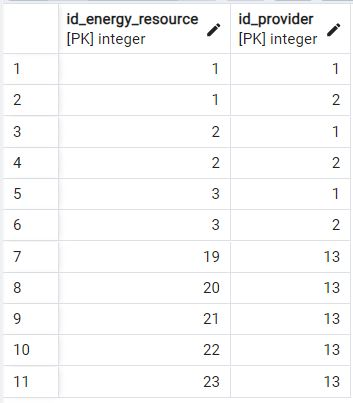 id_energy_resource id_provider
[PK] integer [PK] integer
1 1 1
2 1 2
3 2 1
4 2 2
5 3 1
6 3 2
7 19 13
8 20 13
9 21 13
10 22 13
11 23 13